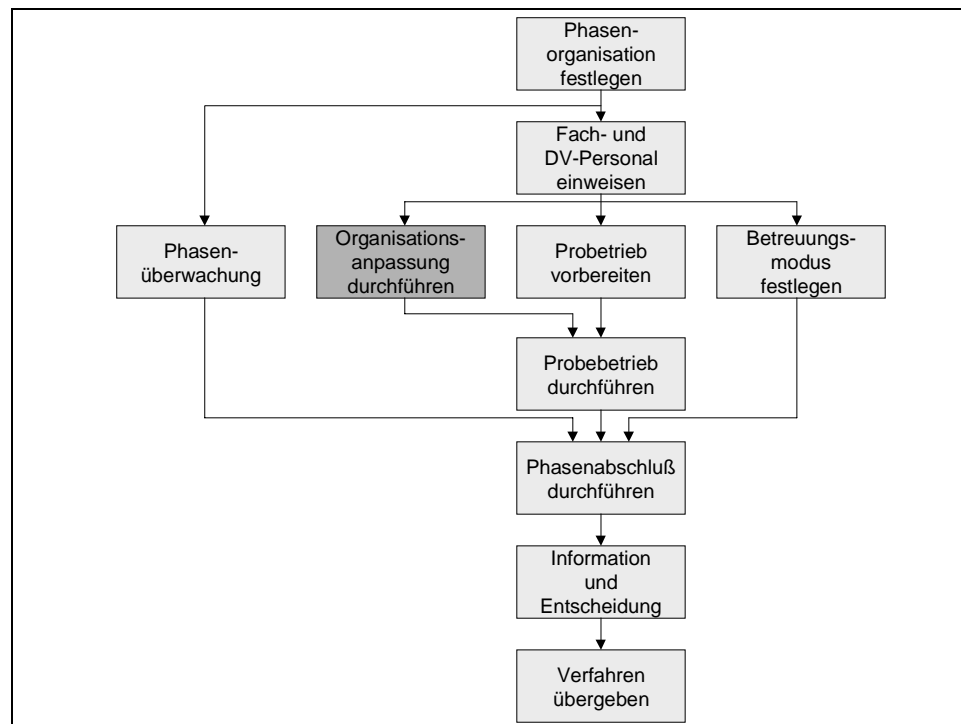 Phasen-
organisation
festlegen
Fach- und
DV-Personal
einweisen
Phasen-
überwachung
Organisations-
anpassung
durchführen
Probetrieb
vorbereiten
Betreuungs-
modus
festlegen
Probebetrieb
durchführen
Phasenabschluß
durchführen
Information
und
Entscheidung
Verfahren
übergeben